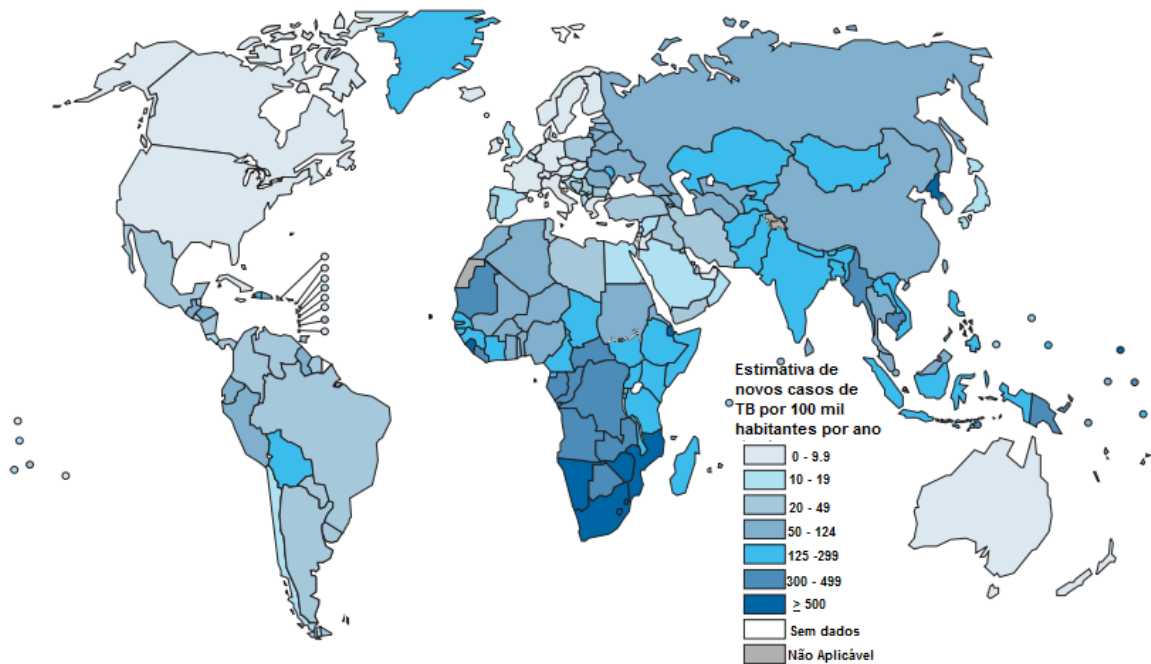 Estimativa de
novos casos de
TB por 100 mil
habitantes por ano
0 - 9.9
10 - 19
20 - 49
50 - 124
125 -299
300 - 499
≥ 500
Sem dados
Não Aplicável